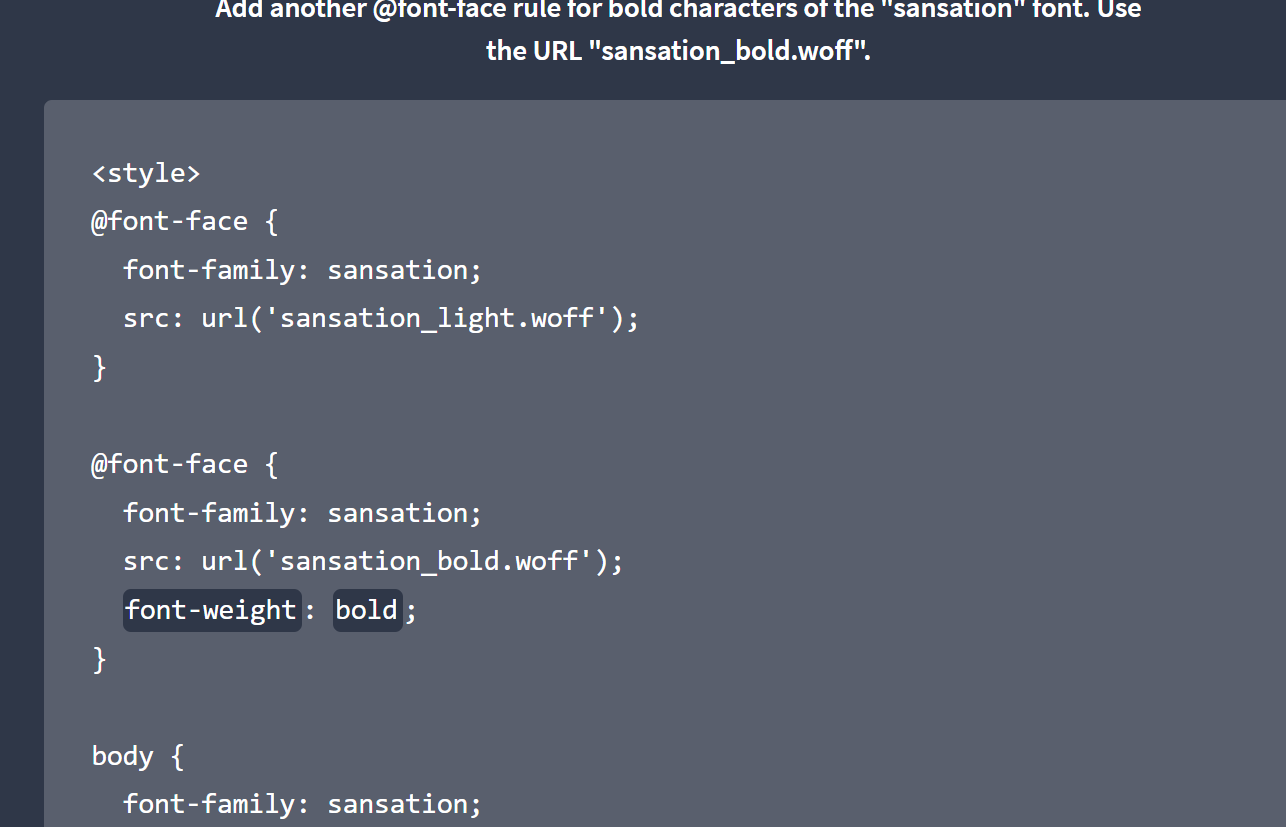 Add another @font-face rule for bold characters of the "sansation" font. Use
the URL "sansation_bold.woff".
<style>
@font-face {
  font-family: sansation;
  src: url('sansation_light.woff');
}
@font-face {
  font-family: sansation;
  src: url('sansation_bold.woff');
  font-weight: bold;
}
body {
  font-family: sansation;